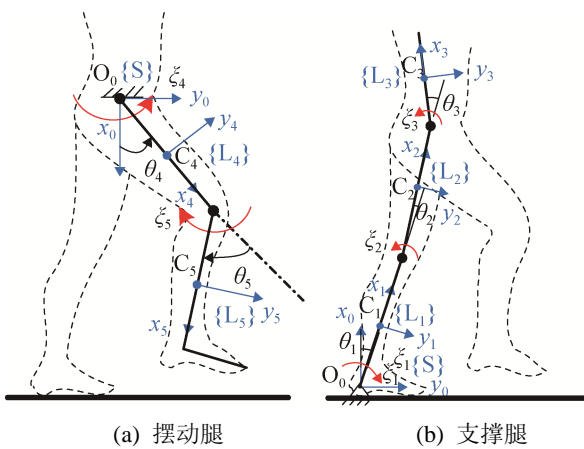 O₀ {S} ξ₄
y₀
x₀
θ₄
y₄
C₄ {L₄}
x₄
ξ₅
θ₅
C₅
{L₅} y₅
x₅
(a) 摆动腿
x₃
C₃
{L₃} y₃
θ₃
ξ₃
x₂
C₂ {L₂}
θ₂ y₂
ξ₂
x₁
C₁
x₀ {L₁}
θ₁ y₁
ξ₁
ξ₁ {S}
O₀ y₀
(b) 支撑腿